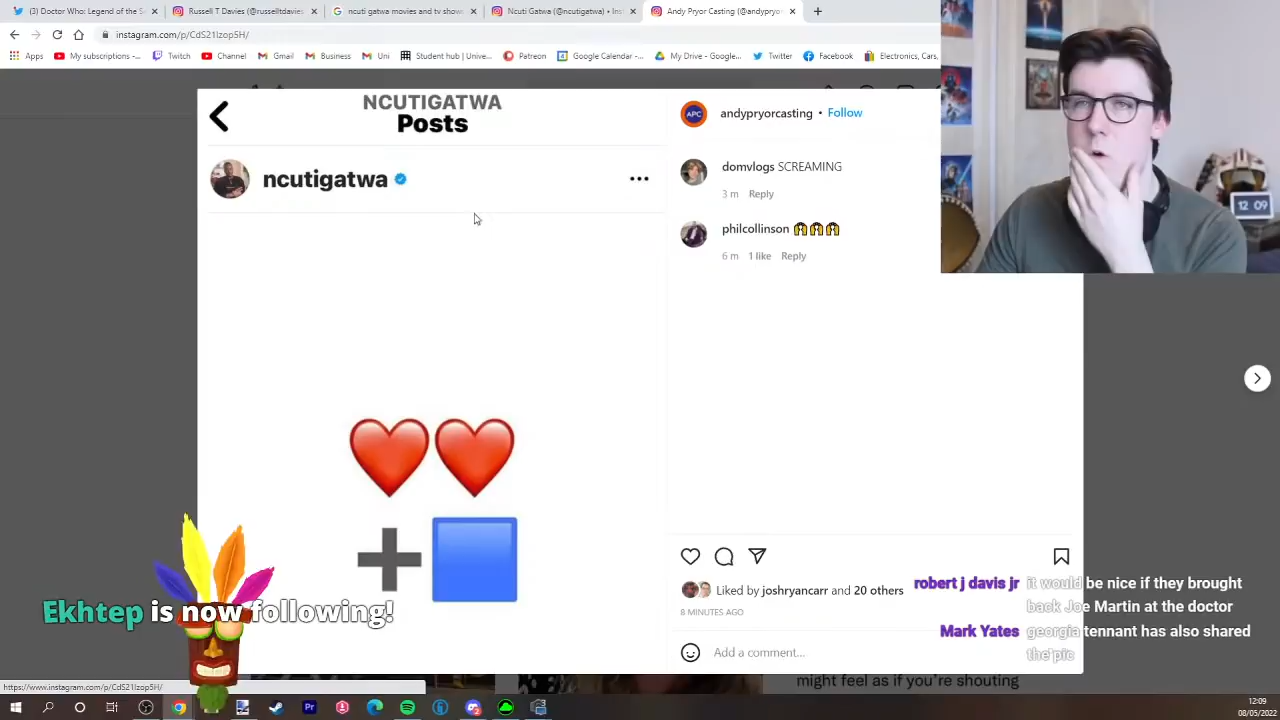 (3) Doctor Who: Legend of the Se
Russell T Davies (@russelltdavies
ncuti gatwa movies and tv shows
Ncuti Gatwa (@ncutigatwa) • Inst
Andy Pryor Casting (@andypryor
instagram.com/p/CdS21Izop5H/
Apps
My subscriptions -...
Twitch
Channel
Gmail
Business
Uni
Student hub | Unive...
Patreon
Google Calendar -...
My Drive - Google...
Twitter
Facebook
Electronics, Cars,
NCUTIGATWA
Posts
ncutigatwa
andypryorcasting • Follow
domvlogs SCREAMING
3 m Reply
philcollinson
6 m 1 like Reply
APC
12 09
Liked by joshryancarr and 20 others
8 MINUTES AGO
Add a comment...
robert j davis jr it would be nice if they brought
back Joe Martin at the doctor
Mark Yates georgia tennant has also shared
the pic
Ekhtep is now following!
might feel as if you're shouting
https://www.instagram.com/p/CdS21Izop5H/
12:09
08/05/2022